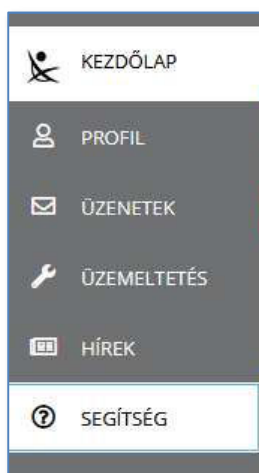 KEZDŐLAP
PROFIL
ÜZENETEK
ÜZEMELTETÉS
HÍREK
SEGÍTSÉG